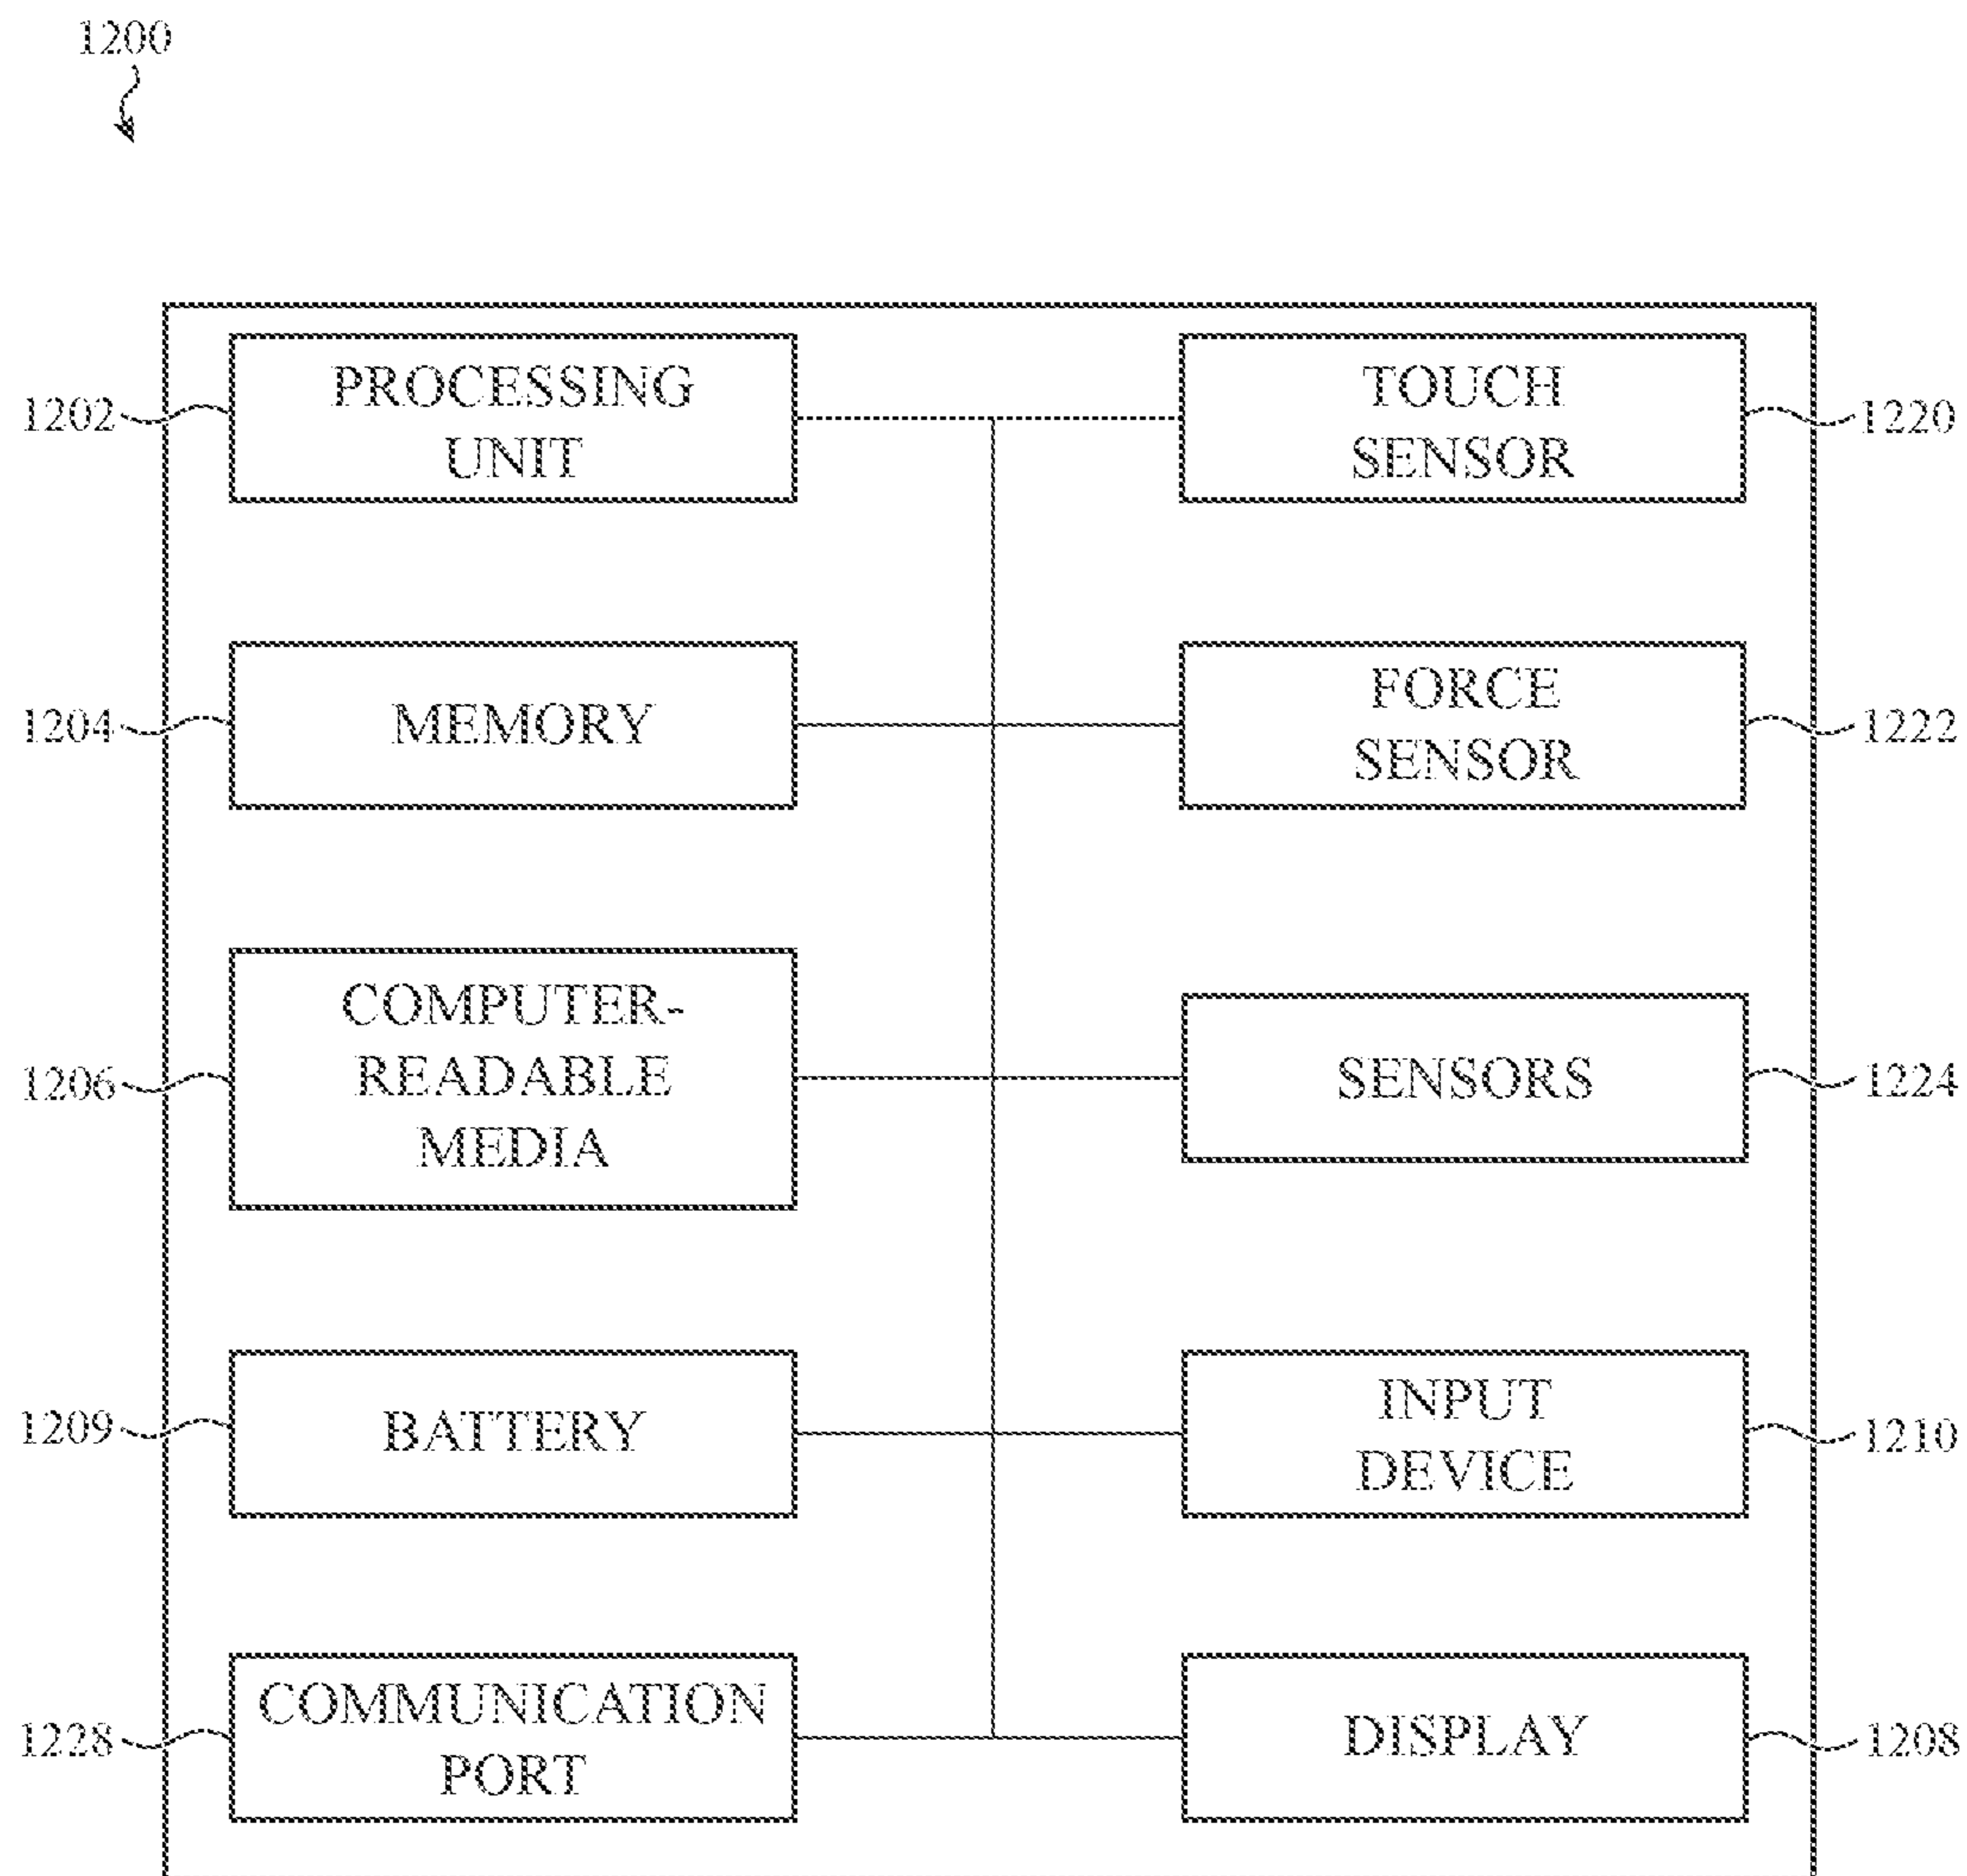 1200
1202
PROCESSING
UNIT
TOUCH
SENSOR
1220
1204
MEMORY
FORCE
SENSOR
1222
1206
COMPUTER-
READABLE
MEDIA
SENSORS
1224
1209
BATTERY
INPUT
DEVICE
1210
1228
COMMUNICATION
PORT
DISPLAY
1208